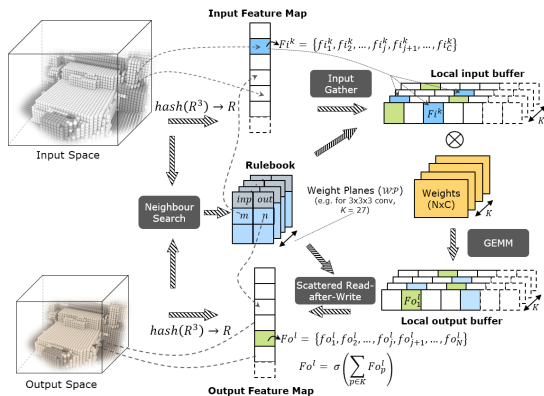 Input Feature Map
Fi^k = {fi_1^k, fi_2^k, ..., fi_j^k, fi_{j+1}^k, ..., fi_C^k}
Input Gather
Local input buffer
Fi^k
K
hash(R^3) → R
Input Space
Rulebook
inp out
m n
Weight Planes (WP)
(e.g. for 3x3x3 conv,
K = 27)
Neighbour
Search
Weights
(NxC)
K
GEMM
Scattered Read-
after-Write
Fo_1^l
K
Local output buffer
hash(R^3) → R
Fo^l = {fo_1^l, fo_2^l, ..., fo_j^l, fo_{j+1}^l, ..., fo_N^l}
Fo^l = σ(∑_{p∈K} Fo_p^l)
Output Space
Output Feature Map